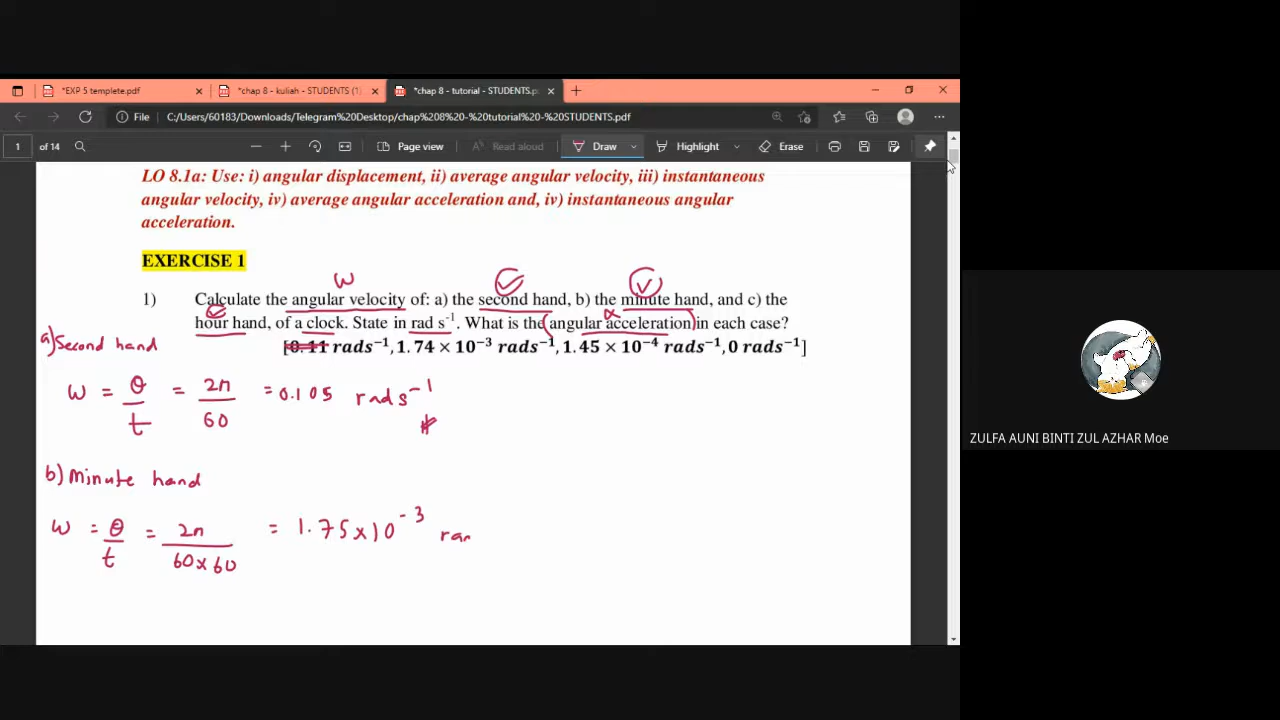 *EXP 5 templete.pdf
*chap 8 - kuliah - STUDENTS (1)
*chap 8 - tutorial - STUDENTS.p
File C:/Users/60183/Downloads/Telegram%20Desktop/chap%208%20-%20tutorial%20-%20STUDENTS.pdf
1 of 14 Page view Read aloud Draw Highlight Erase
LO 8.1a: Use: i) angular displacement, ii) average angular velocity, iii) instantaneous
angular velocity, iv) average angular acceleration and, iv) instantaneous angular
acceleration.
EXERCISE 1
ω
1) Calculate the angular velocity of: a) the second hand, b) the minute hand, and c) the
α
hour hand, of a clock. State in rad s⁻¹. What is the (angular acceleration) in each case?
[0.11 rads⁻¹, 1.74 × 10⁻³ rads⁻¹, 1.45 × 10⁻⁴ rads⁻¹, 0 rads⁻¹]
a) Second hand
ω = θ/t = 2π/60 = 0.105 rad s⁻¹
b) Minute hand
ω = θ/t = 2π/60×60 = 1.75×10⁻³ ra
ZULFA AUNI BINTI ZUL AZHAR Moe